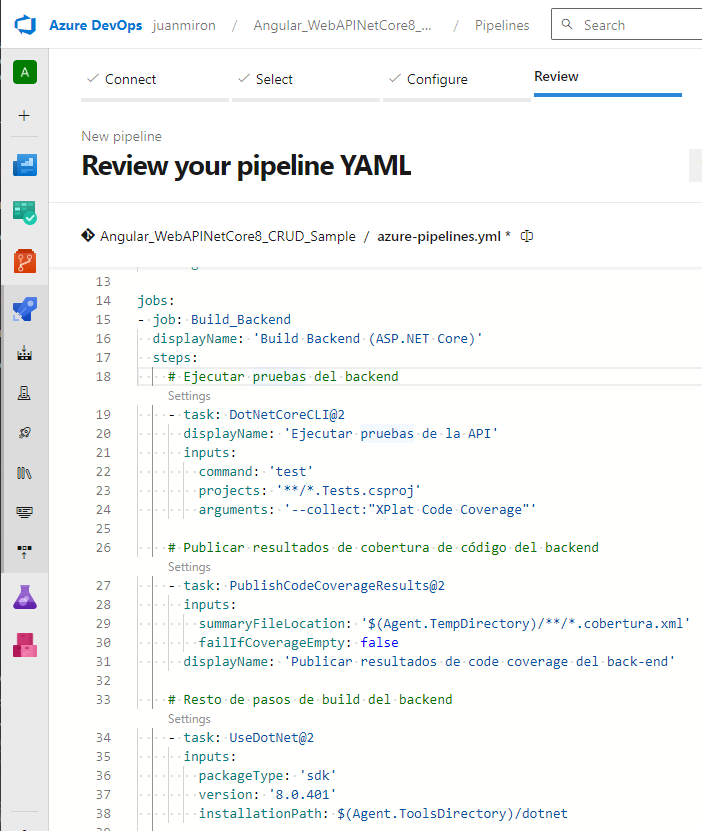 Azure DevOps juanmiron / Angular_WebAPINetCore8_... / Pipelines Search
A
Connect Select Configure Review
New pipeline
Review your pipeline YAML
Angular_WebAPINetCore8_CRUD_Sample / azure-pipelines.yml *
13
14 jobs:
15 - job: Build_Backend
16 displayName: 'Build Backend (ASP.NET Core)'
17 steps:
18 # Ejecutar pruebas del backend
Settings
19 - task: DotNetCoreCLI@2
20 displayName: 'Ejecutar pruebas de la API'
21 inputs:
22 command: 'test'
23 projects: '**/*.Tests.csproj'
24 arguments: '--collect:"XPlat Code Coverage"'
25
26 # Publicar resultados de cobertura de código del backend
Settings
27 - task: PublishCodeCoverageResults@2
28 inputs:
29 summaryFileLocation: '$(Agent.TempDirectory)/**/*.cobertura.xml'
30 failIfCoverageEmpty: false
31 displayName: 'Publicar resultados de code coverage del back-end'
32
33 # Resto de pasos de build del backend
Settings
34 - task: UseDotNet@2
35 inputs:
36 packageType: 'sdk'
37 version: '8.0.401'
38 installationPath: $(Agent.ToolsDirectory)/dotnet